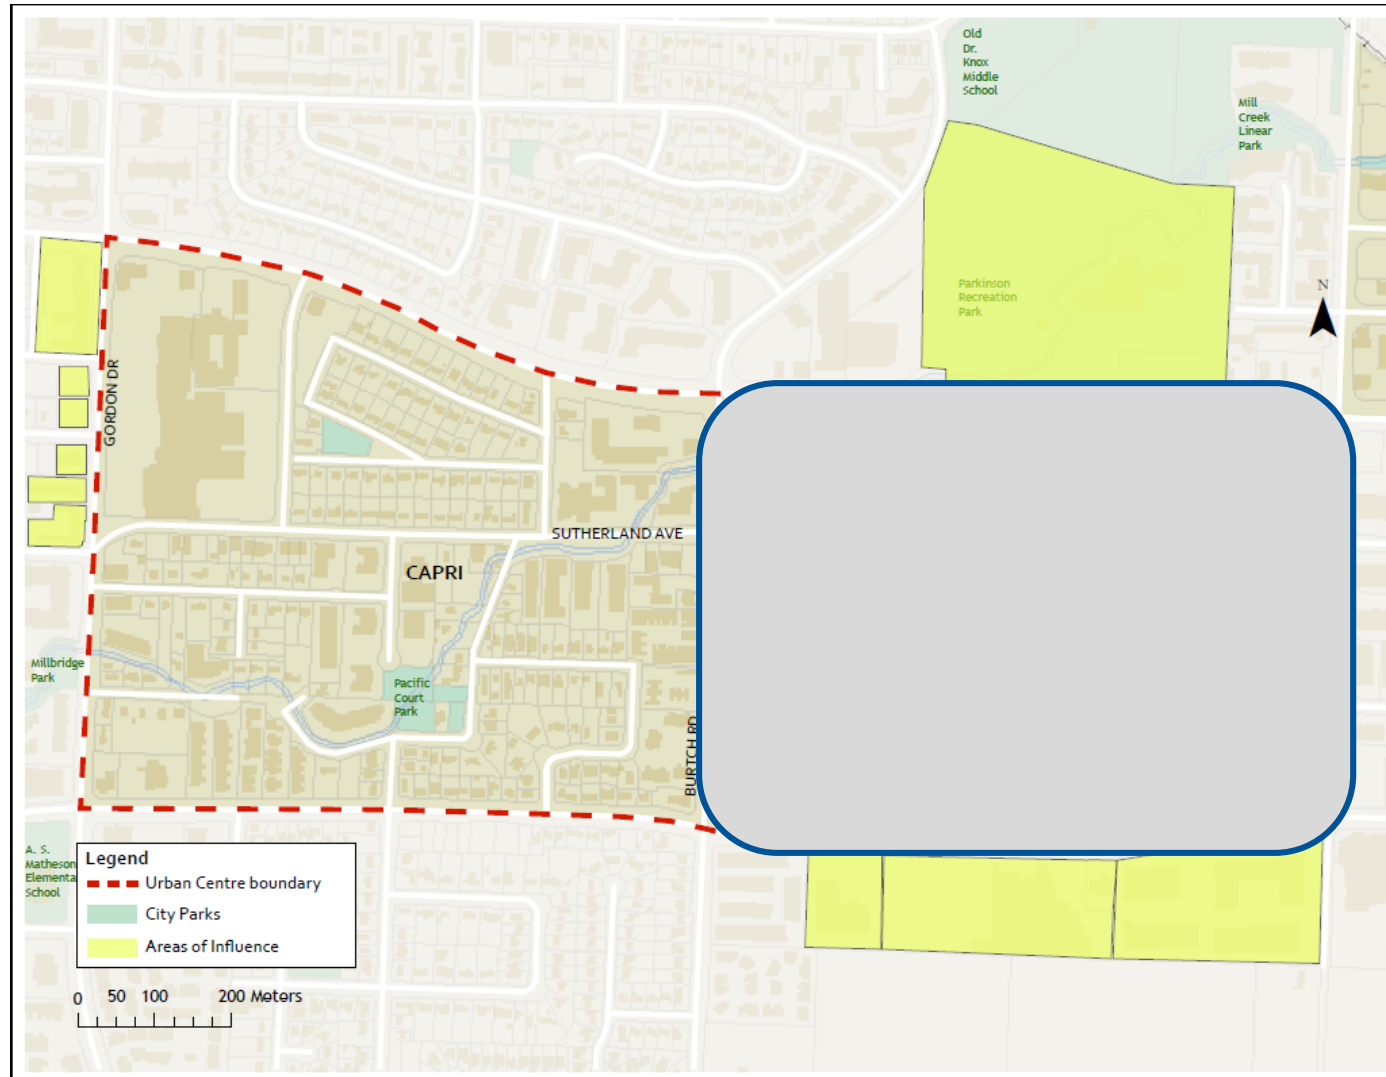 Old
Dr.
Knox
Middle
School
Mill
Creek
Linear
Park
Parkinson
Recreation
Park
N
GORDON DR
SUTHERLAND AVE
CAPRI
Millbridge
Park
Pacific
Court
Park
BURTCH RD
A. S.
Matheson
Elementa
School
Legend
Urban Centre boundary
City Parks
Areas of Influence
0 50 100 200 Meters